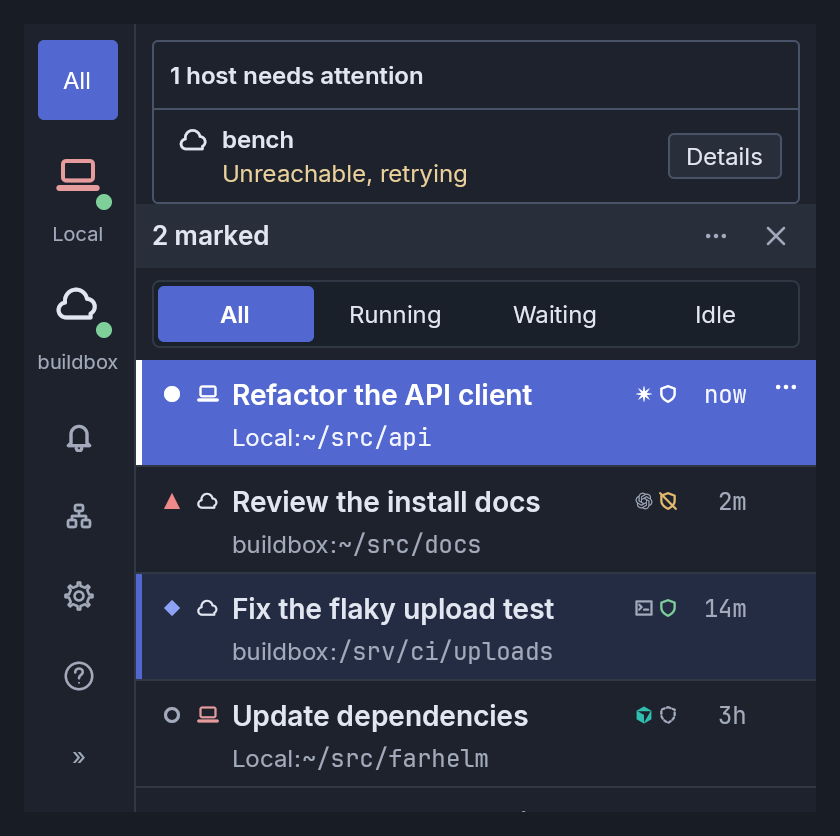 All
Local
buildbox
»
1 host needs attention
bench
Unreachable, retrying
Details
2 marked
All
Running
Waiting
Idle
Refactor the API client
now
Local:~/src/api
Review the install docs
2m
buildbox:~/src/docs
Fix the flaky upload test
14m
buildbox:/srv/ci/uploads
Update dependencies
3h
Local:~/src/farhelm